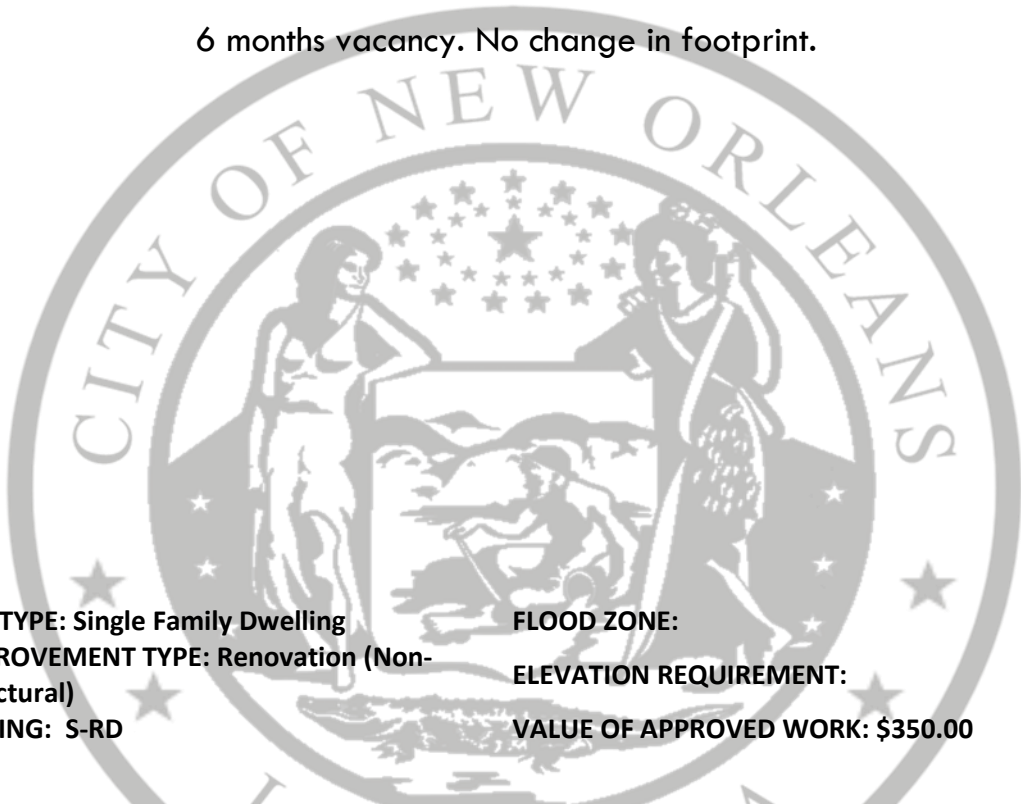 6 months vacancy. No change in footprint.
CITY OF NEW ORLEANS
TYPE: Single Family Dwelling
ROVEMENT TYPE: Renovation (Non-
ctural)
ING: S-RD
FLOOD ZONE:
ELEVATION REQUIREMENT:
VALUE OF APPROVED WORK: $350.00